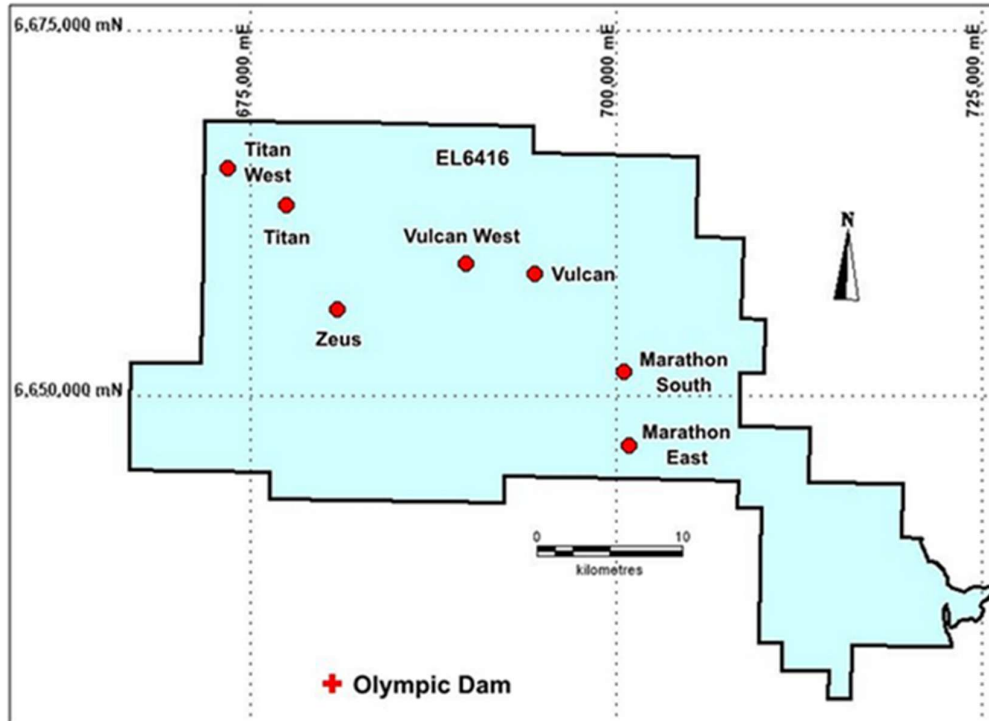 6,675,000 mN
675,000 mE
700,000 mE
725,000 mE
Titan
West
EL6416
Titan
Vulcan West
Vulcan
N
Zeus
Marathon
South
6,650,000 mN
Marathon
East
0 10
kilometres
Olympic Dam